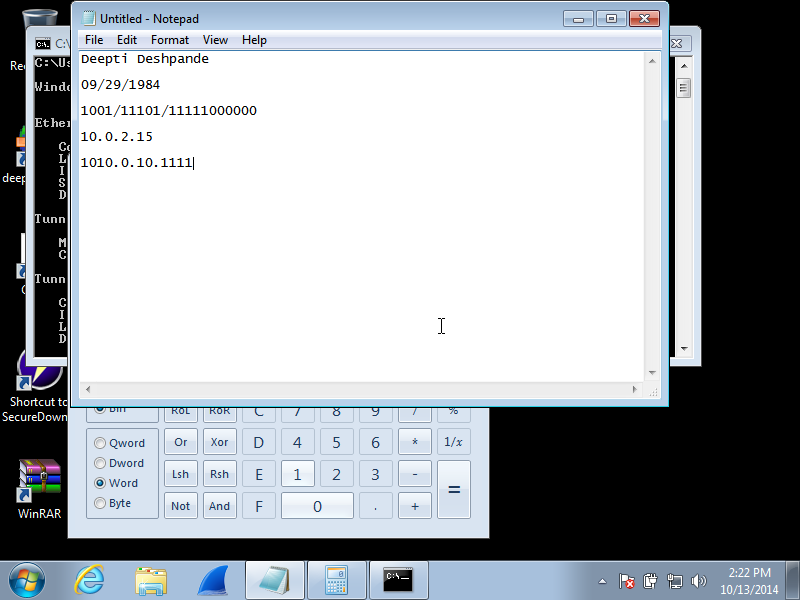 Untitled - Notepad
File Edit Format View Help
Deepti Deshpande
09/29/1984
1001/11101/11111000000
10.0.2.15
1010.0.10.1111
C:\Us
Windo
Ether
Tunn
Tunn
deep
Shortcut to
SecureDown
WinRAR
Bin RoL RoR C 7 8 9 / %
Qword Or Xor D 4 5 6 * 1/x
Dword
Word Lsh Rsh E 1 2 3 - =
Byte Not And F 0 . +
2:22 PM
10/13/2014